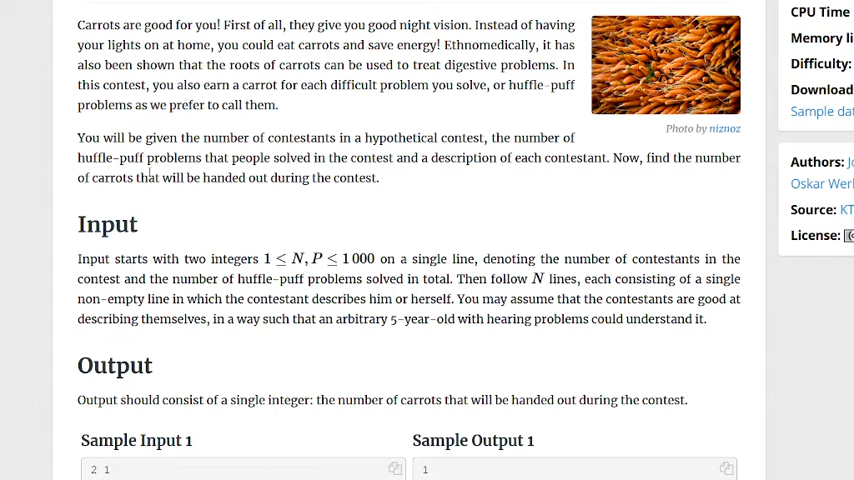 Carrots are good for you! First of all, they give you good night vision. Instead of having
your lights on at home, you could eat carrots and save energy! Ethnomedically, it has
also been shown that the roots of carrots can be used to treat digestive problems. In
this contest, you also earn a carrot for each difficult problem you solve, or huffle-puff
problems as we prefer to call them.
Photo by niznoz
You will be given the number of contestants in a hypothetical contest, the number of
huffle-puff problems that people solved in the contest and a description of each contestant. Now, find the number
of carrots that will be handed out during the contest.
Input
Input starts with two integers 1 ≤ N, P ≤ 1 000 on a single line, denoting the number of contestants in the
contest and the number of huffle-puff problems solved in total. Then follow N lines, each consisting of a single
non-empty line in which the contestant describes him or herself. You may assume that the contestants are good at
describing themselves, in a way such that an arbitrary 5-year-old with hearing problems could understand it.
Output
Output should consist of a single integer: the number of carrots that will be handed out during the contest.
Sample Input 1
Sample Output 1
2 1
1
CPU Time
Memory li
Difficulty:
Download
Sample dat
Authors: Jo
Oskar Werl
Source: KT
License: